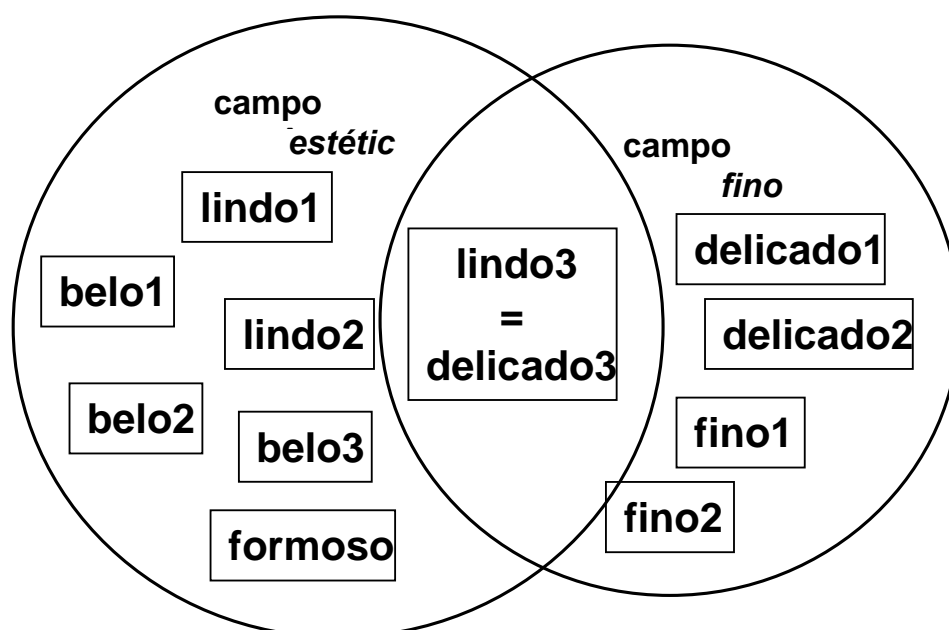 campo
estétic
lindo1
belo1
lindo2
belo2
belo3
formoso
lindo3
=
delicado3
campo
fino
delicado1
delicado2
fino1
fino2